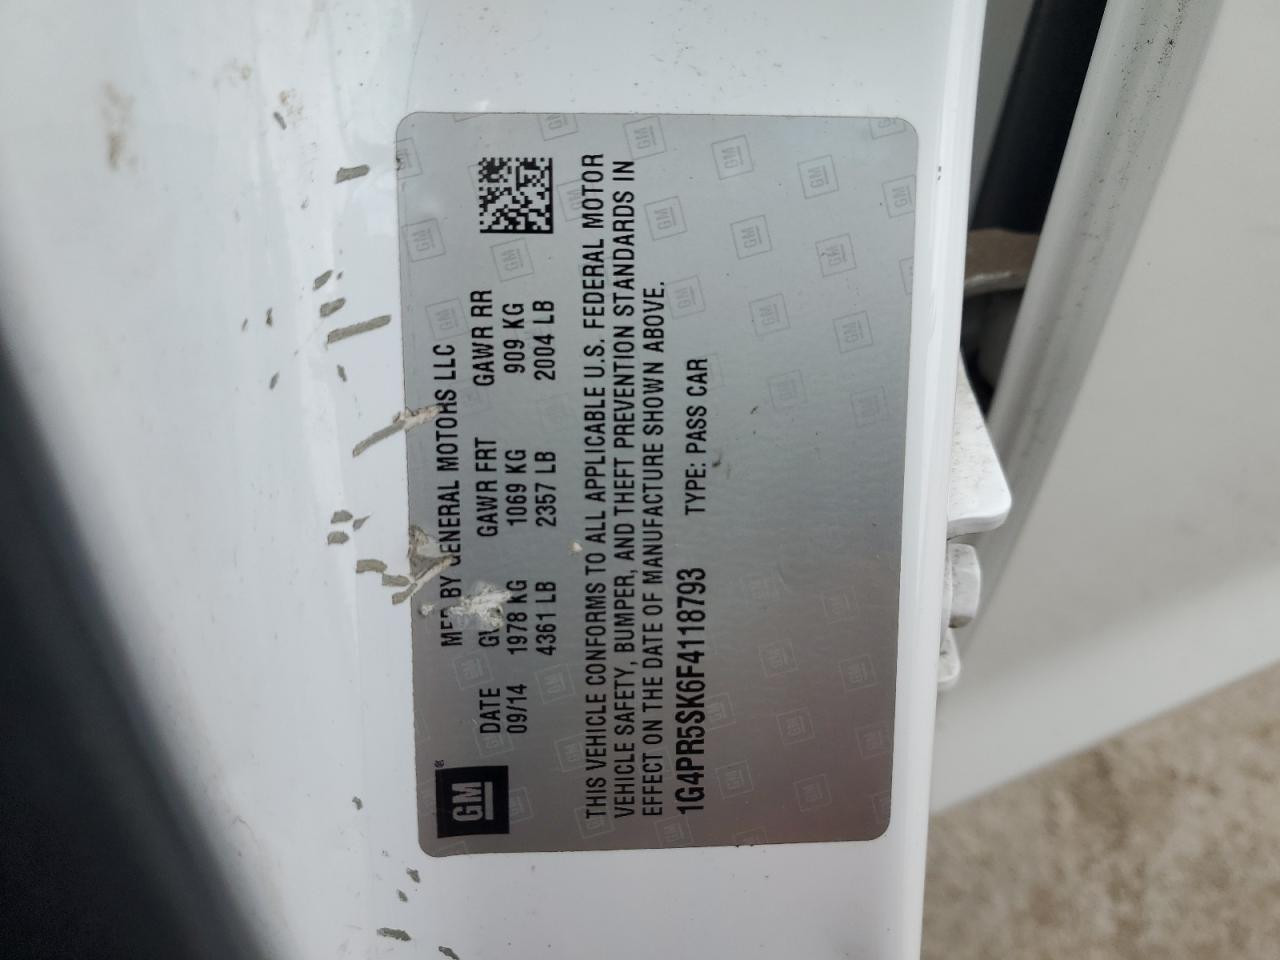 GM®
MFD BY GENERAL MOTORS LLC
DATE GAWR FRT GAWR RR
09/14 1978 KG 1069 KG 909 KG
4361 LB 2357 LB 2004 LB
THIS VEHICLE CONFORMS TO ALL APPLICABLE U.S. FEDERAL MOTOR
VEHICLE SAFETY, BUMPER, AND THEFT PREVENTION STANDARDS IN
EFFECT ON THE DATE OF MANUFACTURE SHOWN ABOVE.
1G4PR5SK6F4118793 TYPE: PASS CAR